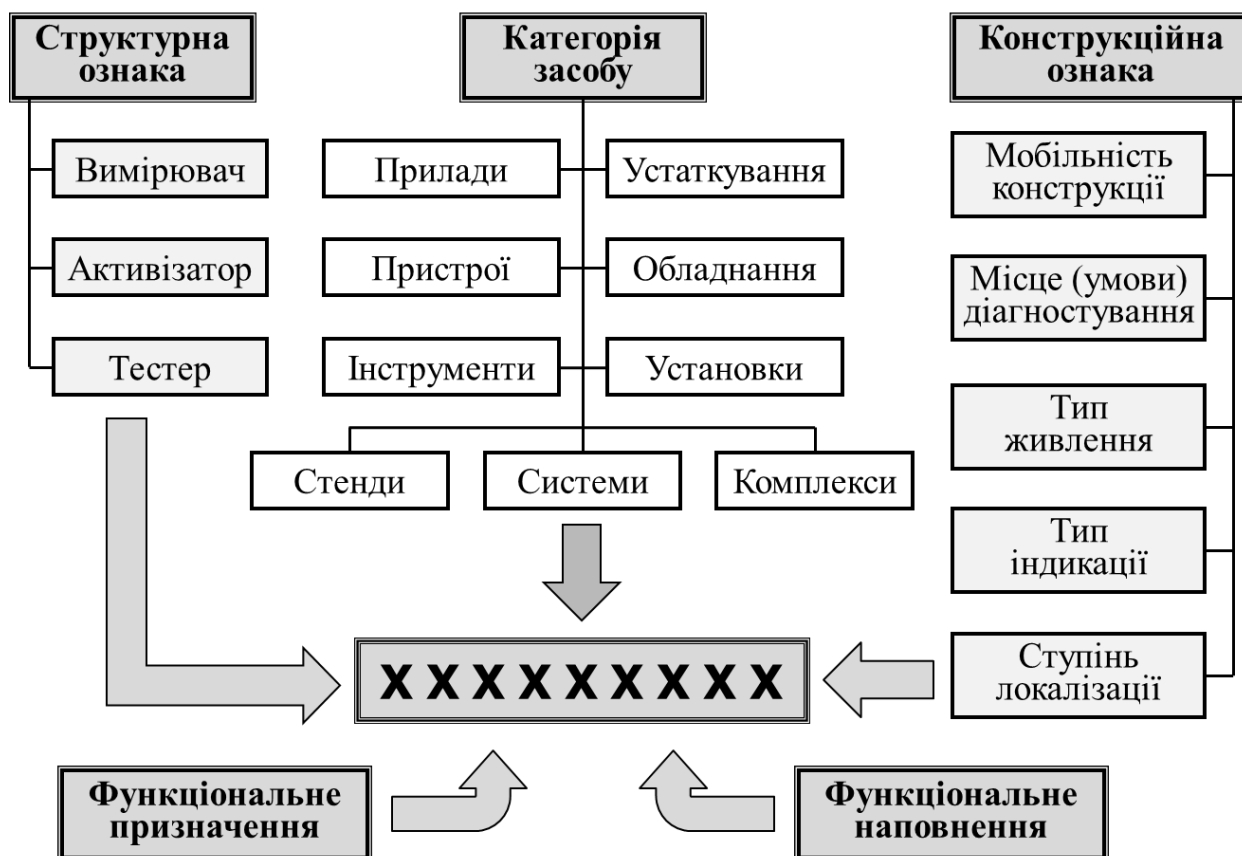 Структурна
ознака
Вимірювач
Активізатор
Тестер
Категорія
засобу
Прилади
Устаткування
Пристрої
Обладнання
Інструменти
Установки
Стенди
Системи
Комплекси
Конструкційна
ознака
Мобільність
конструкції
Місце (умови)
діагностування
Тип
живлення
Тип
індикації
Ступінь
локалізації
X X X X X X X X X
Функціональне
призначення
Функціональне
наповнення